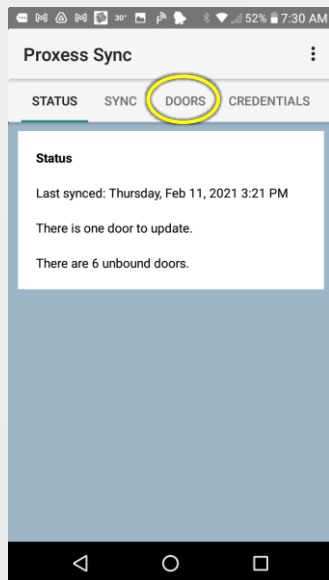 30° 52% 7:30 AM
Proxess Sync
STATUS SYNC DOORS CREDENTIALS
Status
Last synced: Thursday, Feb 11, 2021 3:21 PM
There is one door to update.
There are 6 unbound doors.